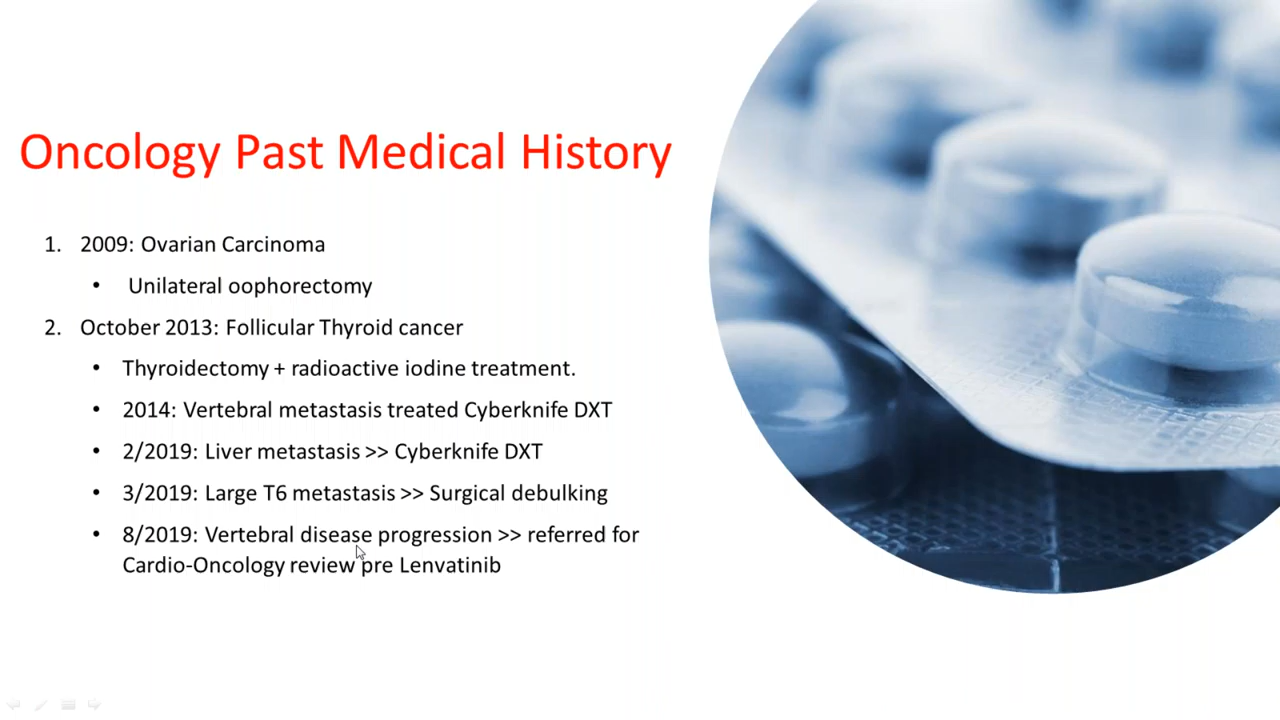 Oncology Past Medical History
1. 2009: Ovarian Carcinoma
• Unilateral oophorectomy
2. October 2013: Follicular Thyroid cancer
• Thyroidectomy + radioactive iodine treatment.
• 2014: Vertebral metastasis treated Cyberknife DXT
• 2/2019: Liver metastasis >> Cyberknife DXT
• 3/2019: Large T6 metastasis >> Surgical debulking
• 8/2019: Vertebral disease progression >> referred for
Cardio-Oncology review pre Lenvatinib